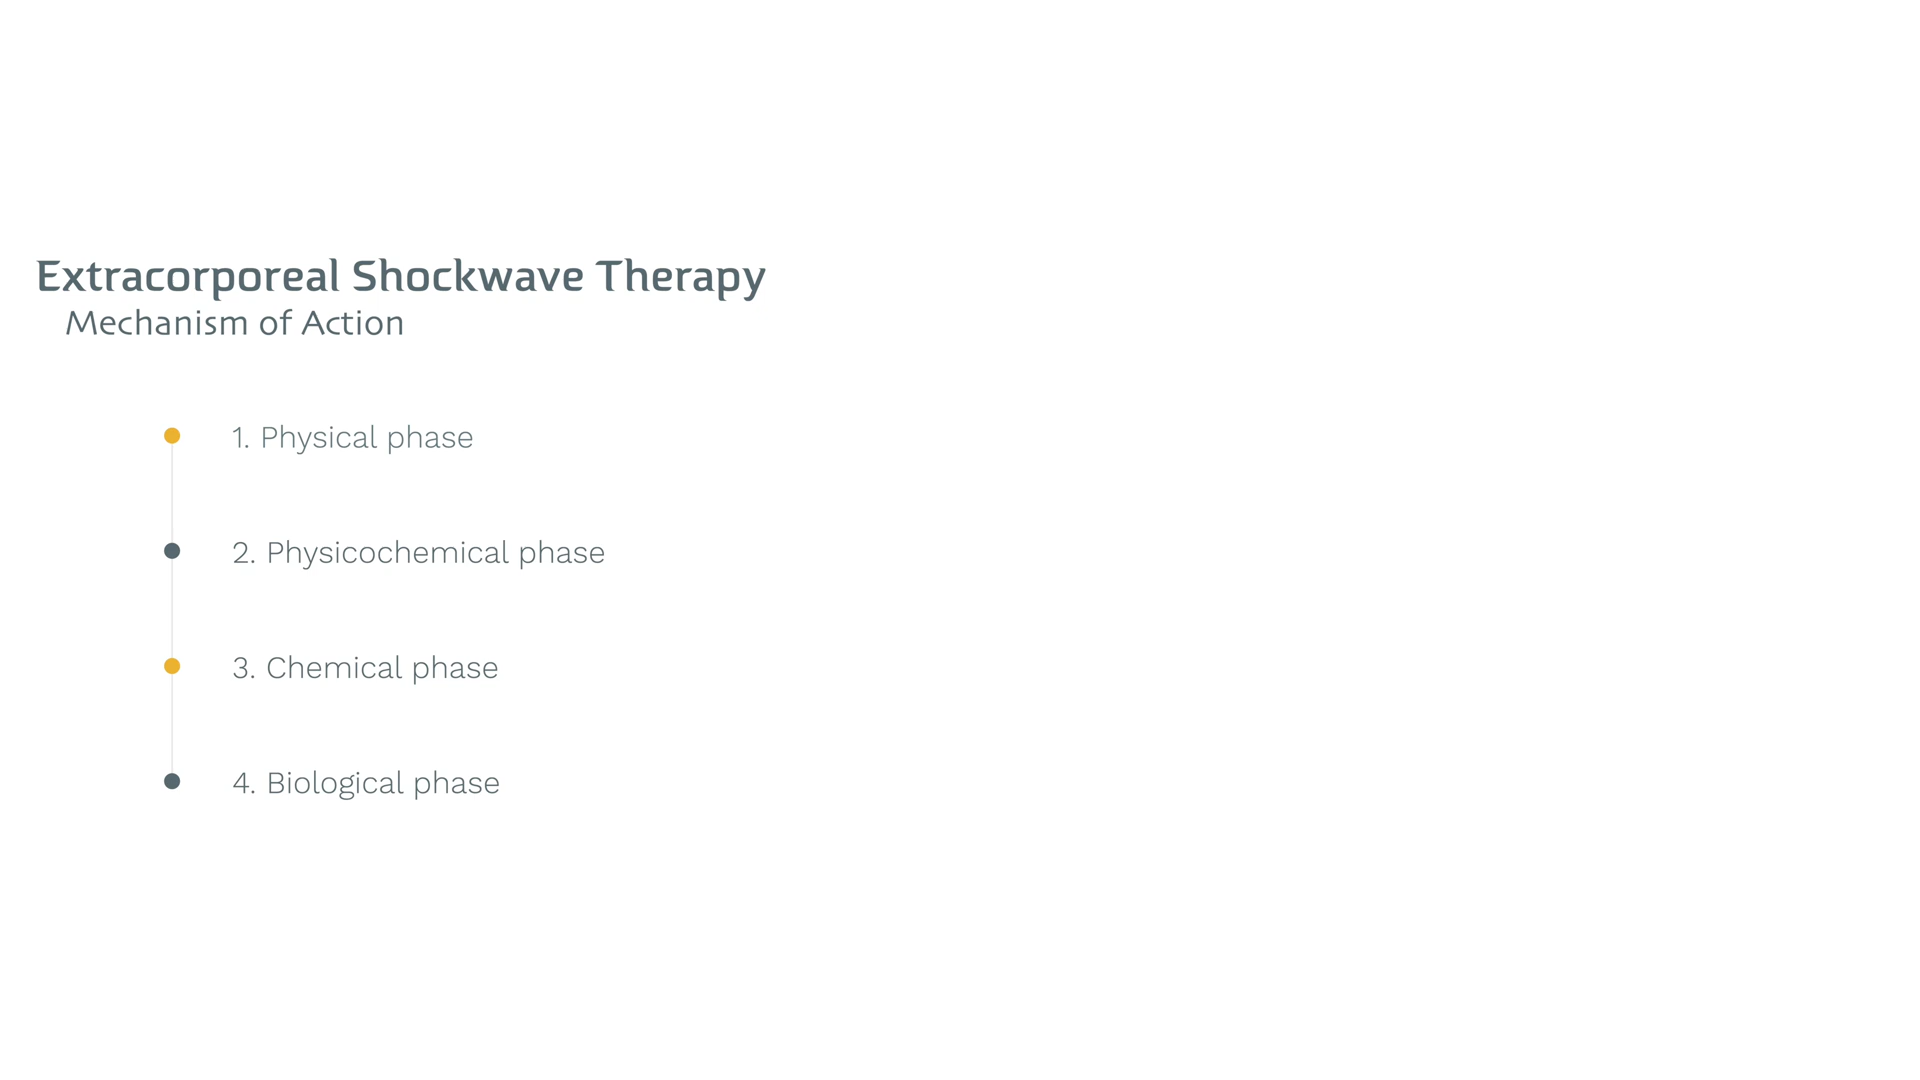 Extracorporeal Shockwave Therapy
Mechanism of Action
1. Physical phase
2. Physicochemical phase
3. Chemical phase
4. Biological phase